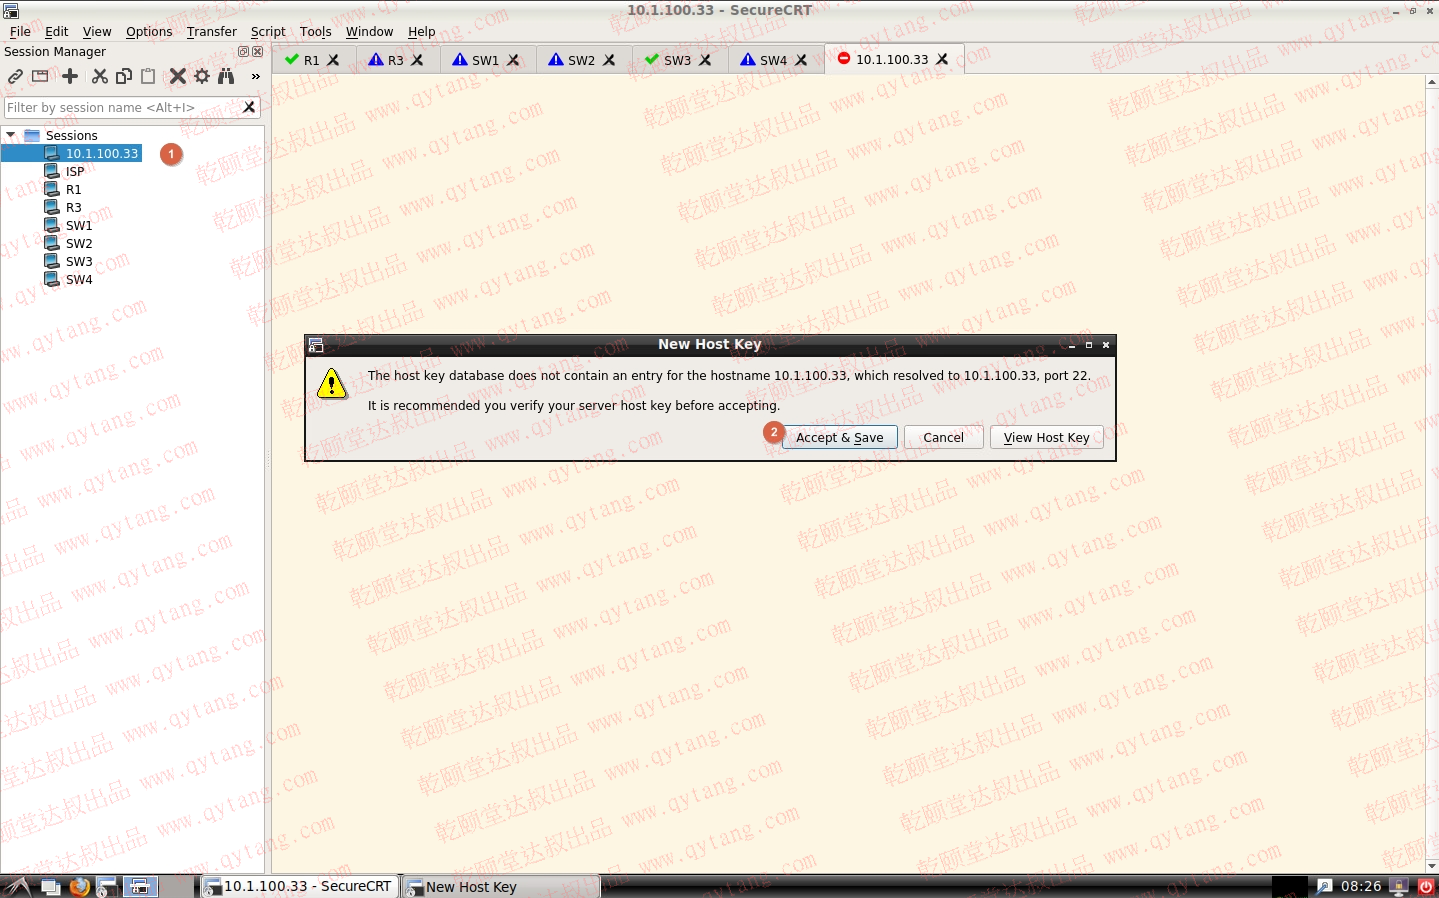 10.1.100.33 - SecureCRT
File Edit View Options Transfer Script Tools Window Help
Session Manager
R1 R3 SW1 SW2 SW3 SW4 10.1.100.33
»
Filter by session name <Alt+I>
Sessions
10.1.100.33 1
ISP
R1
R3
SW1
SW2
SW3
SW4
New Host Key
The host key database does not contain an entry for the hostname 10.1.100.33, which resolved to 10.1.100.33, port 22.
It is recommended you verify your server host key before accepting.
2 Accept & Save Cancel View Host Key
10.1.100.33 - SecureCRT New Host Key 08:26
乾颐堂达叔出品 www.qytang.com